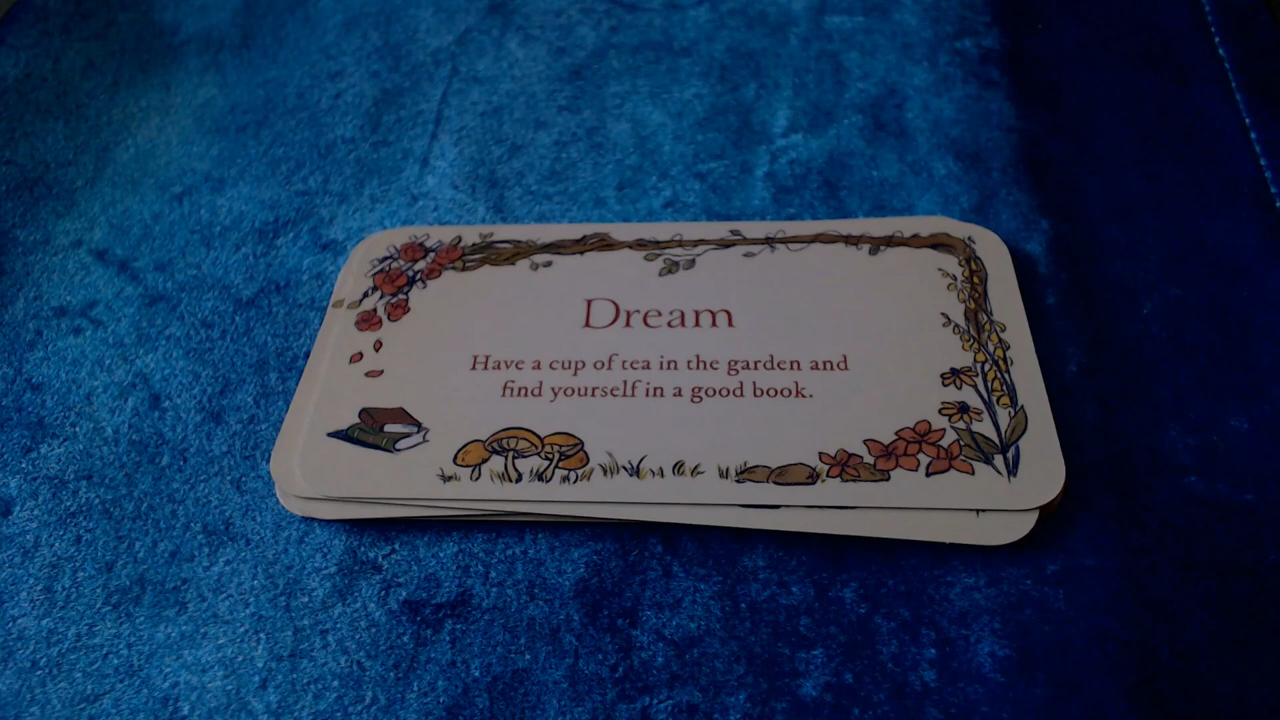 Dream
Have a cup of tea in the garden and
find yourself in a good book.